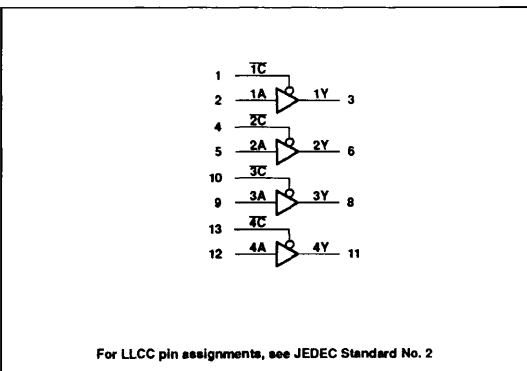 1 1C̅
2 1A 1Y 3
4 2C̅
5 2A 2Y 6
10 3C̅
9 3A 3Y 8
13 4C̅
12 4A 4Y 11
For LLCC pin assignments, see JEDEC Standard No. 2